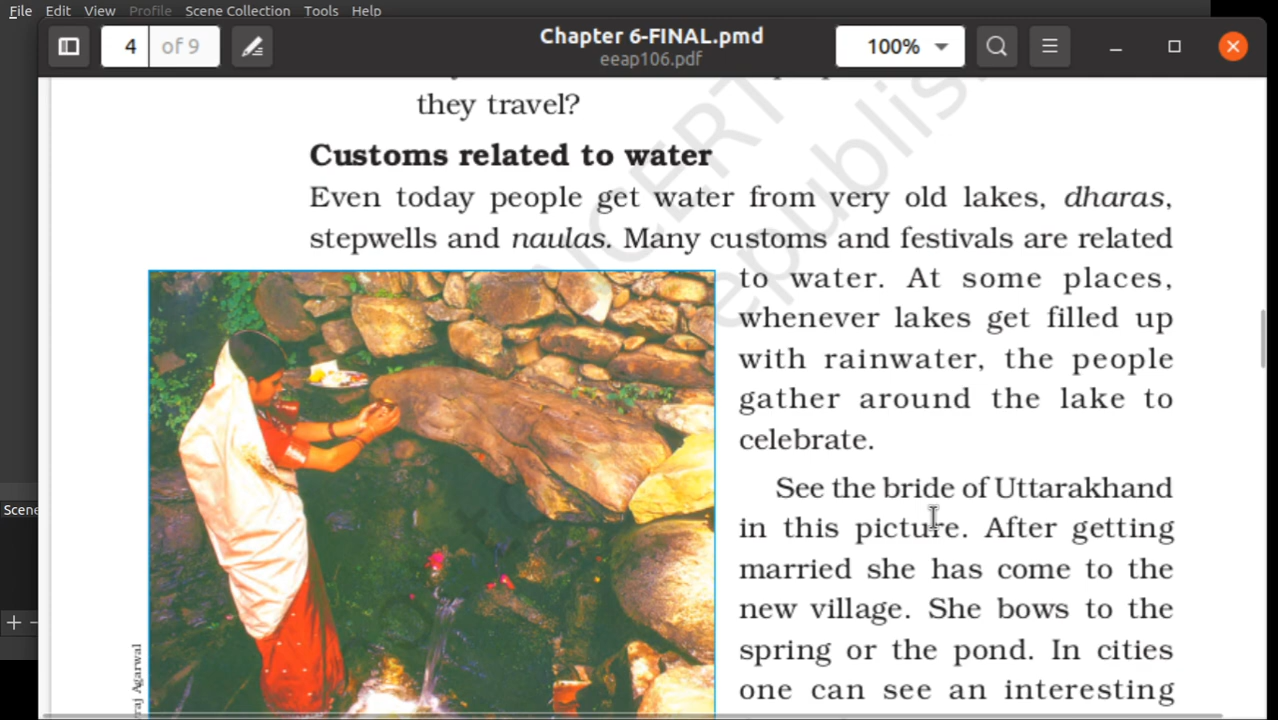 File Edit View Profile Scene Collection Tools Help
4 of 9
Chapter 6-FINAL.pmd
eeap106.pdf
100%
they travel?
Customs related to water
Even today people get water from very old lakes, dharas,
stepwells and naulas. Many customs and festivals are related
to water. At some places,
whenever lakes get filled up
with rainwater, the people
gather around the lake to
celebrate.
See the bride of Uttarakhand
in this picture. After getting
married she has come to the
new village. She bows to the
spring or the pond. In cities
one can see an interesting
Scene
Agarwal